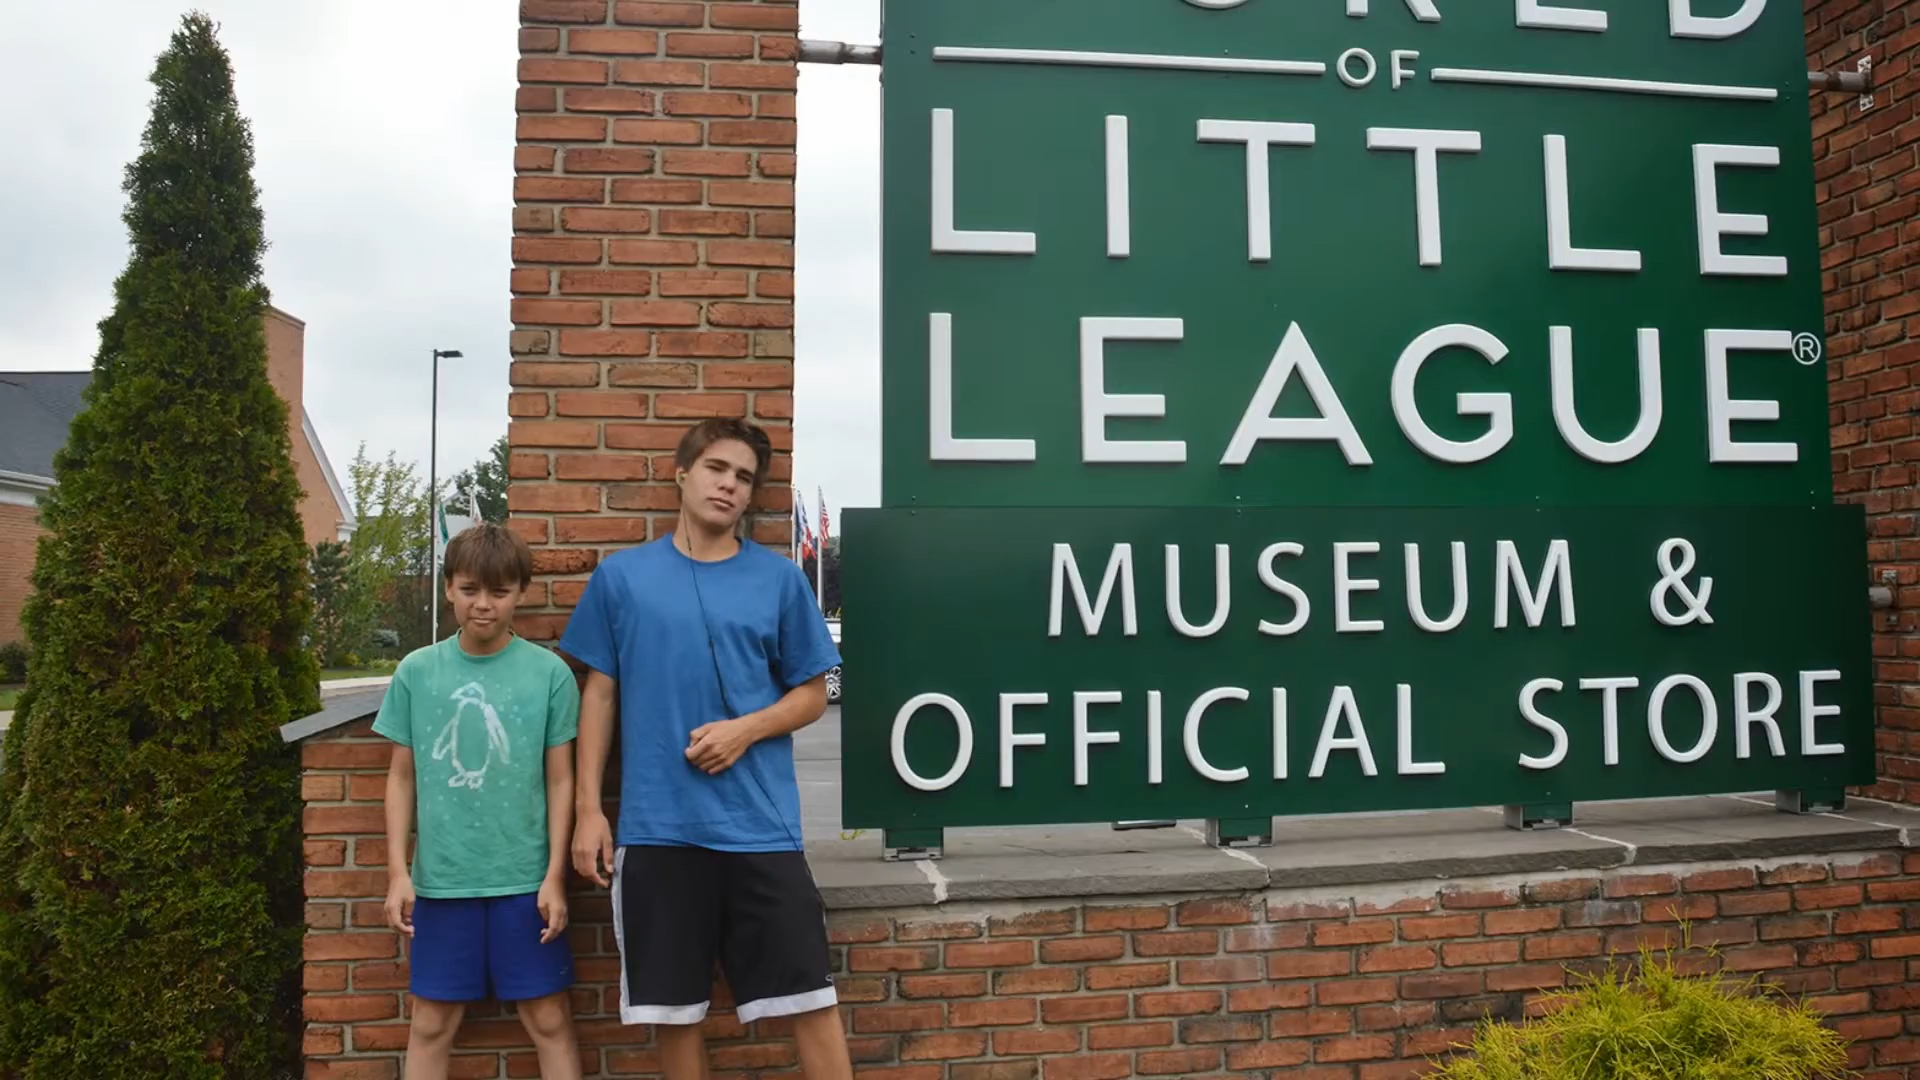 OF
LITTLE
LEAGUE®
MUSEUM &
OFFICIAL STORE